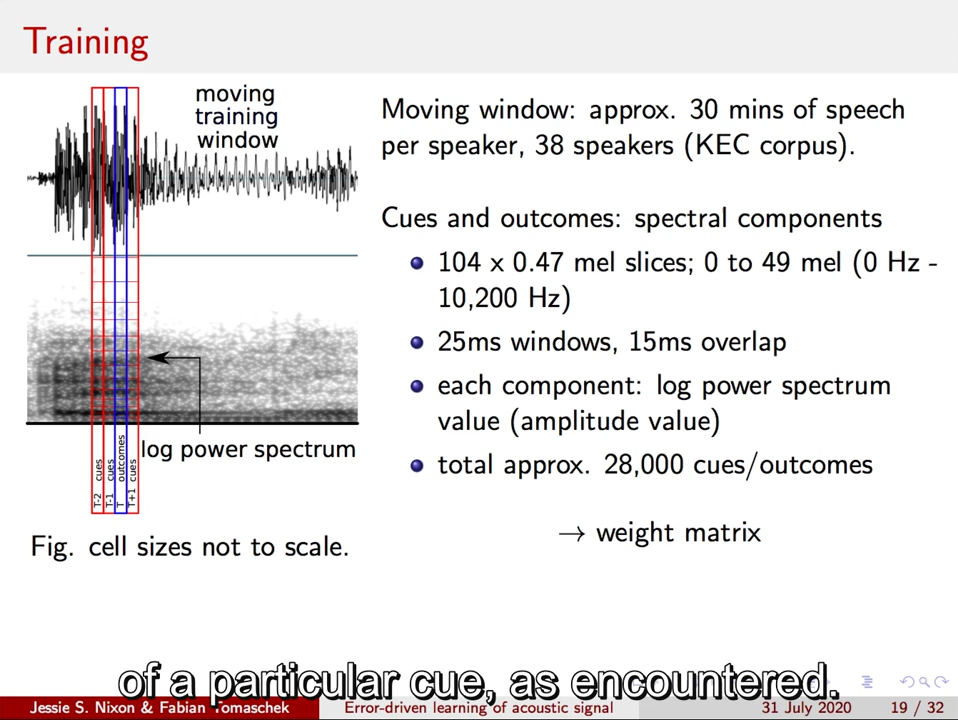 Training
moving
training
window
T-2 cues
T-1 cues
T outcomes
T+1 cues
log power spectrum
Fig. cell sizes not to scale.
Moving window: approx. 30 mins of speech
per speaker, 38 speakers (KEC corpus).
Cues and outcomes: spectral components
104 x 0.47 mel slices; 0 to 49 mel (0 Hz -
10,200 Hz)
25ms windows, 15ms overlap
each component: log power spectrum
value (amplitude value)
total approx. 28,000 cues/outcomes
→ weight matrix
of a particular cue, as encountered.
Jessie S. Nixon & Fabian Tomaschek Error-driven learning of acoustic signal 31 July 2020 19 / 32